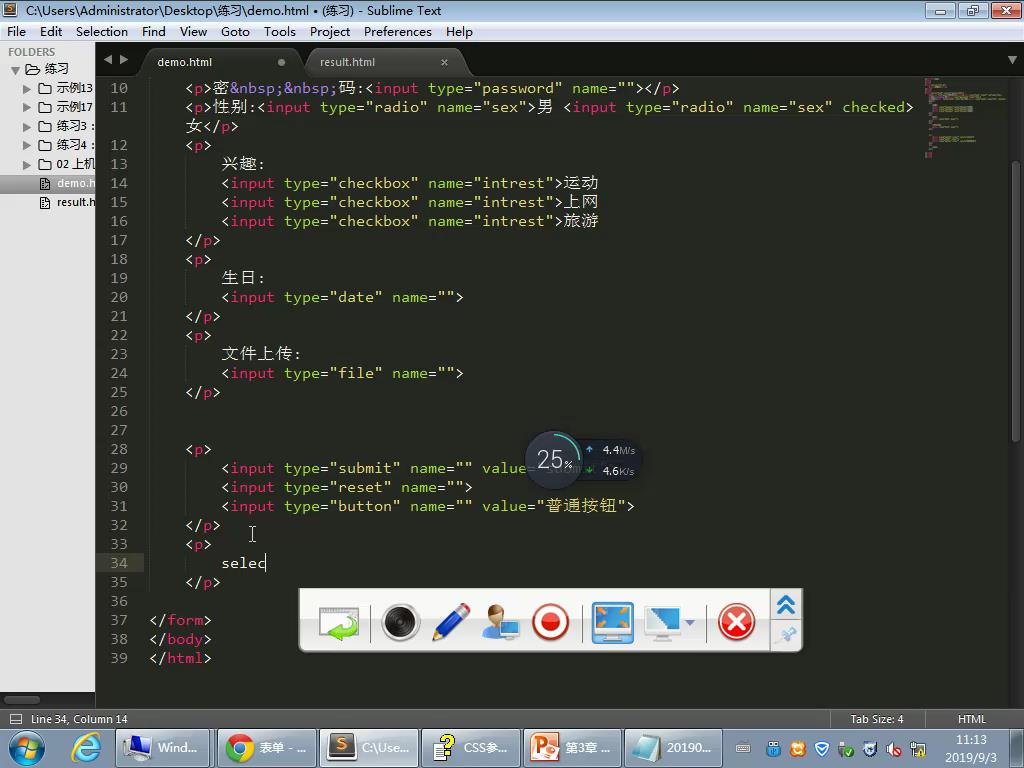 C:\Users\Administrator\Desktop\练习\demo.html • (练习) - Sublime Text
File Edit Selection Find View Goto Tools Project Preferences Help
FOLDERS
练习
示例13
示例17
练习3 :
练习4 :
02 上机
demo.h
result.h
demo.html
result.html
10 <p>密&nbsp;&nbsp;码:<input type="password" name=""></p>
11 <p>性别:<input type="radio" name="sex">男 <input type="radio" name="sex" checked>
女</p>
12 <p>
13 兴趣:
14 <input type="checkbox" name="intrest">运动
15 <input type="checkbox" name="intrest">上网
16 <input type="checkbox" name="intrest">旅游
17 </p>
18 <p>
19 生日:
20 <input type="date" name="">
21 </p>
22 <p>
23 文件上传:
24 <input type="file" name="">
25 </p>
26
27
28 <p>
29 <input type="submit" name="" value=
30 <input type="reset" name="">
31 <input type="button" name="" value="普通按钮">
32 </p>
33 <p>
34 selec
35 </p>
36
37 </form>
38 </body>
39 </html>
25%
4.4M/s
4.6K/s
Line 34, Column 14
Tab Size: 4
HTML
Wind...
表单 - ...
C:\Use...
CSS参...
第3章 ...
20190...
11:13
2019/9/3